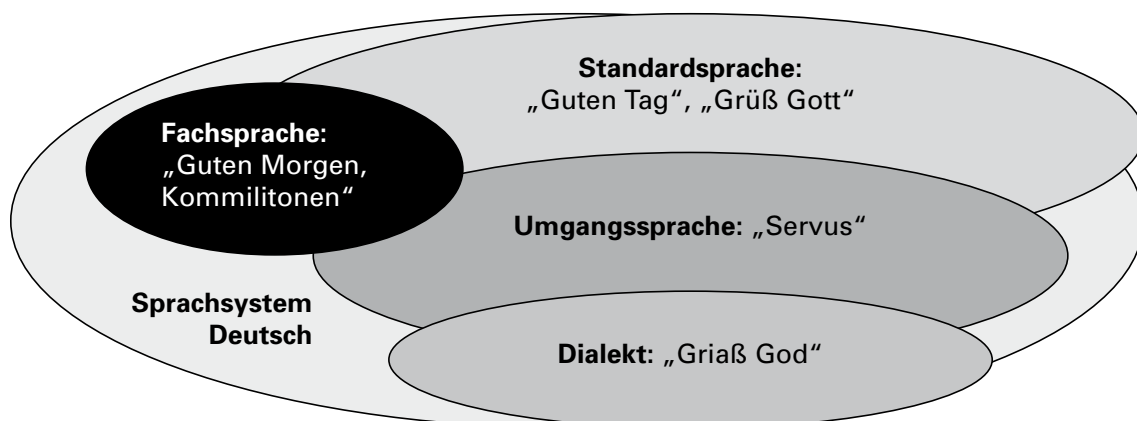 Standardsprache:
„Guten Tag“, „Grüß Gott“
Fachsprache:
„Guten Morgen,
Kommilitonen“
Umgangssprache: „Servus“
Sprachsystem
Deutsch
Dialekt: „Griaß God“